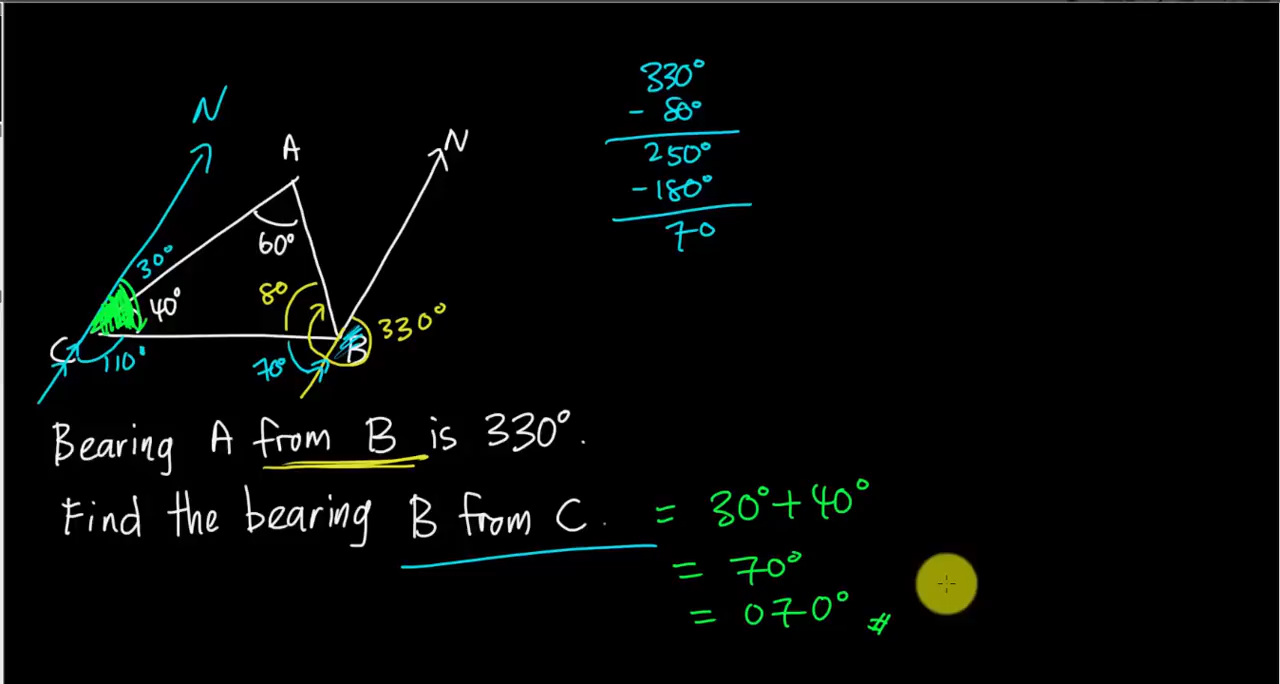 N
A
N
60°
30°
40°
80
330°
C
110°
70°
B
330°
- 80°
250°
-180°
70
Bearing A from B is 330°.
Find the bearing B from C. = 30°+40°
= 70°
= 070° #